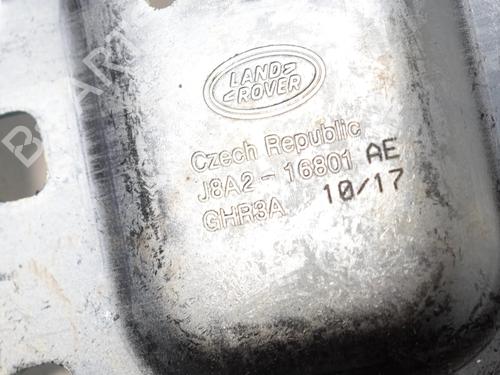 LAND
ROVER
Czech Republic
J8A2-16801 AE
GHR3A 10/17